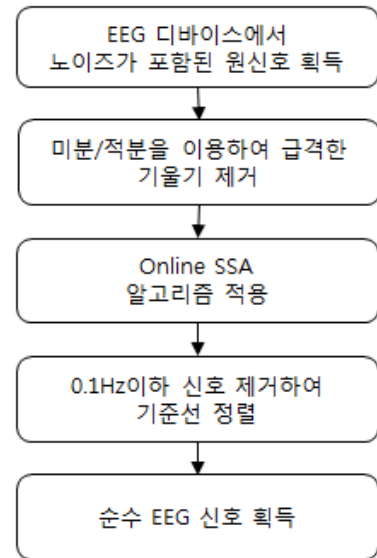 EEG 디바이스에서
노이즈가 포함된 원신호 획득
미분/적분을 이용하여 급격한
기울기 제거
Online SSA
알고리즘 적용
0.1Hz이하 신호 제거하여
기준선 정렬
순수 EEG 신호 획득